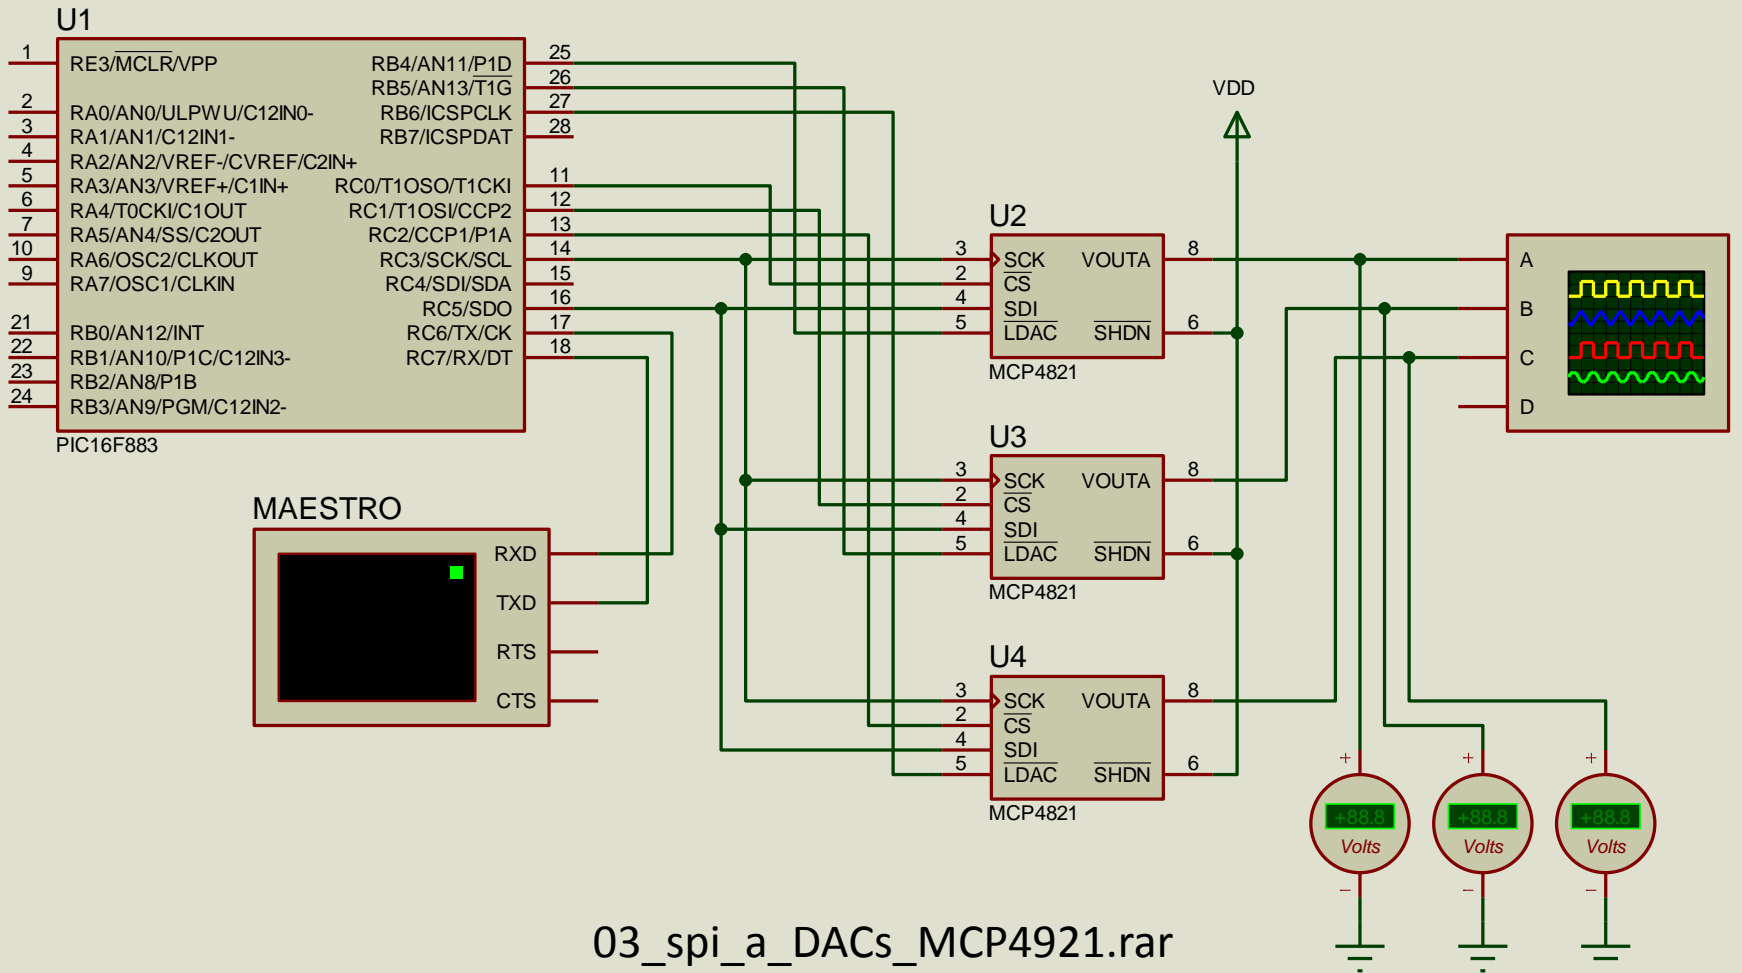 U1
1 RE3/MCLR/VPP
2 RA0/AN0/ULPWU/C12IN0-
3 RA1/AN1/C12IN1-
4 RA2/AN2/VREF-/CVREF/C2IN+
5 RA3/AN3/VREF+/C1IN+
6 RA4/T0CKI/C1OUT
7 RA5/AN4/SS/C2OUT
10 RA6/OSC2/CLKOUT
9 RA7/OSC1/CLKIN
21 RB0/AN12/INT
22 RB1/AN10/P1C/C12IN3-
23 RB2/AN8/P1B
24 RB3/AN9/PGM/C12IN2-
RB4/AN11/P1D 25
RB5/AN13/T1G 26
RB6/ICSPCLK 27
RB7/ICSPDAT 28
RC0/T1OSO/T1CKI 11
RC1/T1OSI/CCP2 12
RC2/CCP1/P1A 13
RC3/SCK/SCL 14
RC4/SDI/SDA 15
RC5/SDO 16
RC6/TX/CK 17
RC7/RX/DT 18
PIC16F883
MAESTRO
RXD
TXD
RTS
CTS
VDD
U2
3 SCK VOUTA 8
2 CS
4 SDI
5 LDAC SHDN 6
MCP4821
U3
3 SCK VOUTA 8
2 CS
4 SDI
5 LDAC SHDN 6
MCP4821
U4
3 SCK VOUTA 8
2 CS
4 SDI
5 LDAC SHDN 6
MCP4821
A
B
C
D
+ + +
+88.8 +88.8 +88.8
Volts Volts Volts
− − −
03_spi_a_DACs_MCP4921.rar